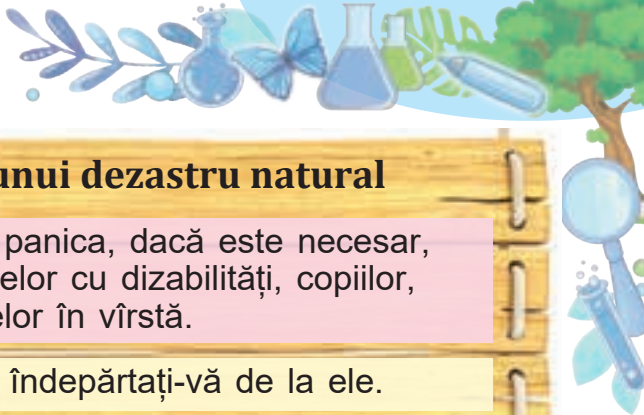 unui dezastru natural
panica, dacă este necesar,
elor cu dizabilități, copiilor,
elor în vîrstă.
îndepărtați-vă de la ele.